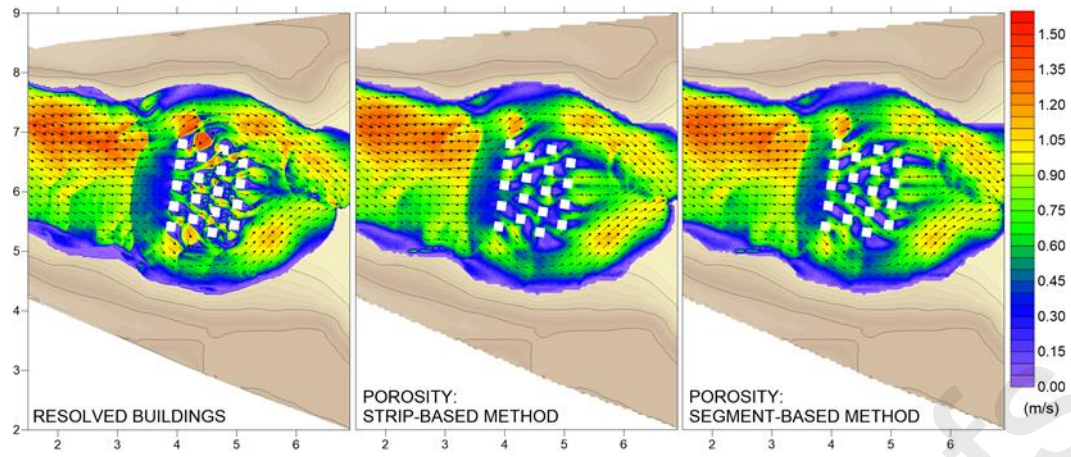 9
8
7
6
5
4
3
2
RESOLVED BUILDINGS
POROSITY:
STRIP-BASED METHOD
POROSITY:
SEGMENT-BASED METHOD
2 3 4 5 6
2 3 4 5 6
2 3 4 5 6
1.50
1.35
1.20
1.05
0.90
0.75
0.60
0.45
0.30
0.15
0.00
(m/s)